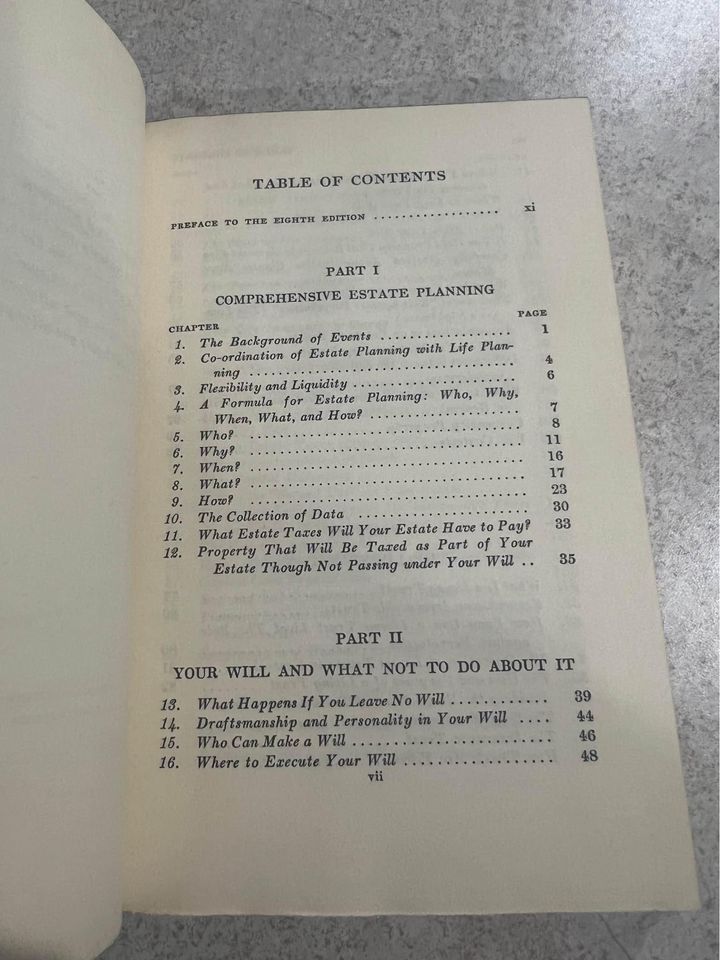 TABLE OF CONTENTS
PREFACE TO THE EIGHTH EDITION .................. xi
PART I
COMPREHENSIVE ESTATE PLANNING
CHAPTER PAGE
1. The Background of Events ................... 1
2. Co-ordination of Estate Planning with Life Plan-
ning ...................................... 4
3. Flexibility and Liquidity ........................ 6
4. A Formula for Estate Planning: Who, Why,
When, What, and How? ..................... 7
5. Who? ....................................... 8
6. Why? ....................................... 11
7. When? ....................................... 16
8. What? ....................................... 17
9. How? ........................................ 23
10. The Collection of Data ........................ 30
11. What Estate Taxes Will Your Estate Have to Pay? 33
12. Property That Will Be Taxed as Part of Your
Estate Though Not Passing under Your Will .. 35
PART II
YOUR WILL AND WHAT NOT TO DO ABOUT IT
13. What Happens If You Leave No Will ............ 39
14. Draftsmanship and Personality in Your Will .... 44
15. Who Can Make a Will ......................... 46
16. Where to Execute Your Will .................. 48
vii